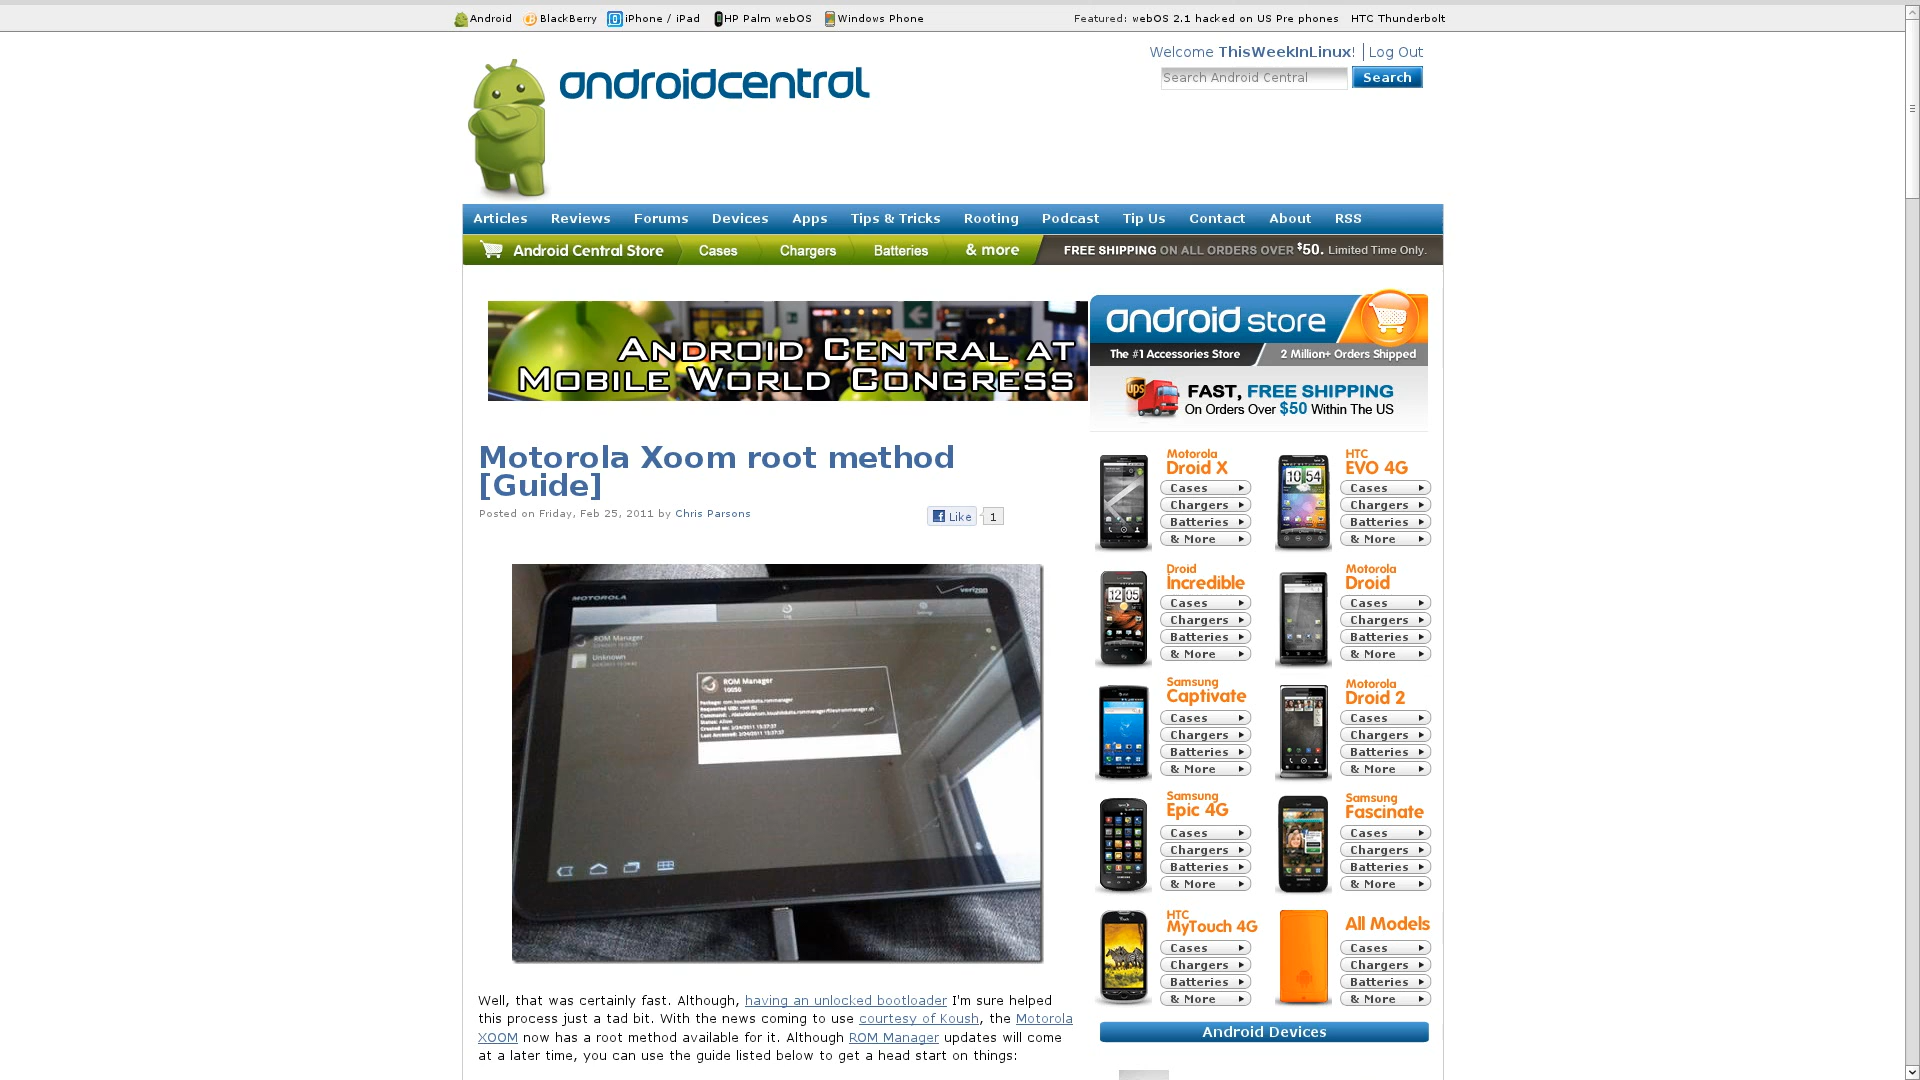 Android BlackBerry iPhone / iPad HP Palm webOS Windows Phone Featured: webOS 2.1 hacked on US Pre phones HTC Thunderbolt
Welcome ThisWeekInLinux! | Log Out
androidcentral
Search Android Central Search
Articles Reviews Forums Devices Apps Tips & Tricks Rooting Podcast Tip Us Contact About RSS
Android Central Store Cases Chargers Batteries & more FREE SHIPPING ON ALL ORDERS OVER $50. Limited Time Only.
Android Central at
Mobile World Congress
android store
The #1 Accessories Store 2 Million+ Orders Shipped
UPS
FAST, FREE SHIPPING
On Orders Over $50 Within The US
Motorola Xoom root method
[Guide]
Posted on Friday, Feb 25, 2011 by Chris Parsons
Like 1
MOTOROLA
verizon
ROM Manager
Unknown
ROM Manager
10050
Well, that was certainly fast. Although, having an unlocked bootloader I'm sure helped
this process just a tad bit. With the news coming to use courtesy of Koush, the Motorola
XOOM now has a root method available for it. Although ROM Manager updates will come
at a later time, you can use the guide listed below to get a head start on things:
Motorola
Droid X
Cases
Chargers
Batteries
& More
HTC
EVO 4G
Cases
Chargers
Batteries
& More
Droid
Incredible
Cases
Chargers
Batteries
& More
Motorola
Droid
Cases
Chargers
Batteries
& More
Samsung
Captivate
Cases
Chargers
Batteries
& More
Motorola
Droid 2
Cases
Chargers
Batteries
& More
Samsung
Epic 4G
Cases
Chargers
Batteries
& More
Samsung
Fascinate
Cases
Chargers
Batteries
& More
HTC
MyTouch 4G
Cases
Chargers
Batteries
& More
All Models
Cases
Chargers
Batteries
& More
Android Devices